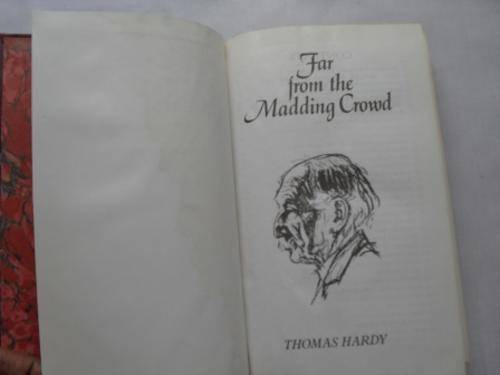 Far
from the
Madding Crowd
THOMAS HARDY